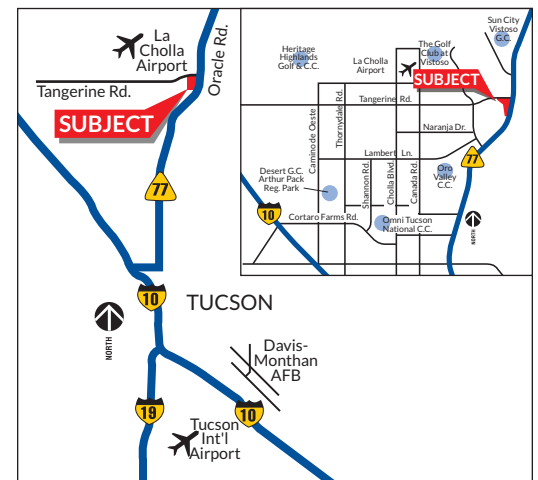 La
Cholla
Airport
Oracle Rd.
Tangerine Rd.
SUBJECT
77
10
TUCSON
NORTH
Davis-
Monthan
AFB
19
10
Tucson
Int'l
Airport
Sun City
Vistoso
G.C.
Heritage
Highlands
Golf & C.C.
La Cholla
Airport
The Golf
Club at
Vistoso
SUBJECT
Tangerine Rd.
Camino de Oeste
Thornydale Rd.
Naranja Dr.
Lambert Ln.
77
Shannon Rd.
Cholla Blvd.
Canada Rd.
Oro
Valley
C.C.
Desert G.C.
Arthur Pack
Reg. Park
10
Cortaro Farms Rd.
Omni Tucson
National C.C.
NORTH